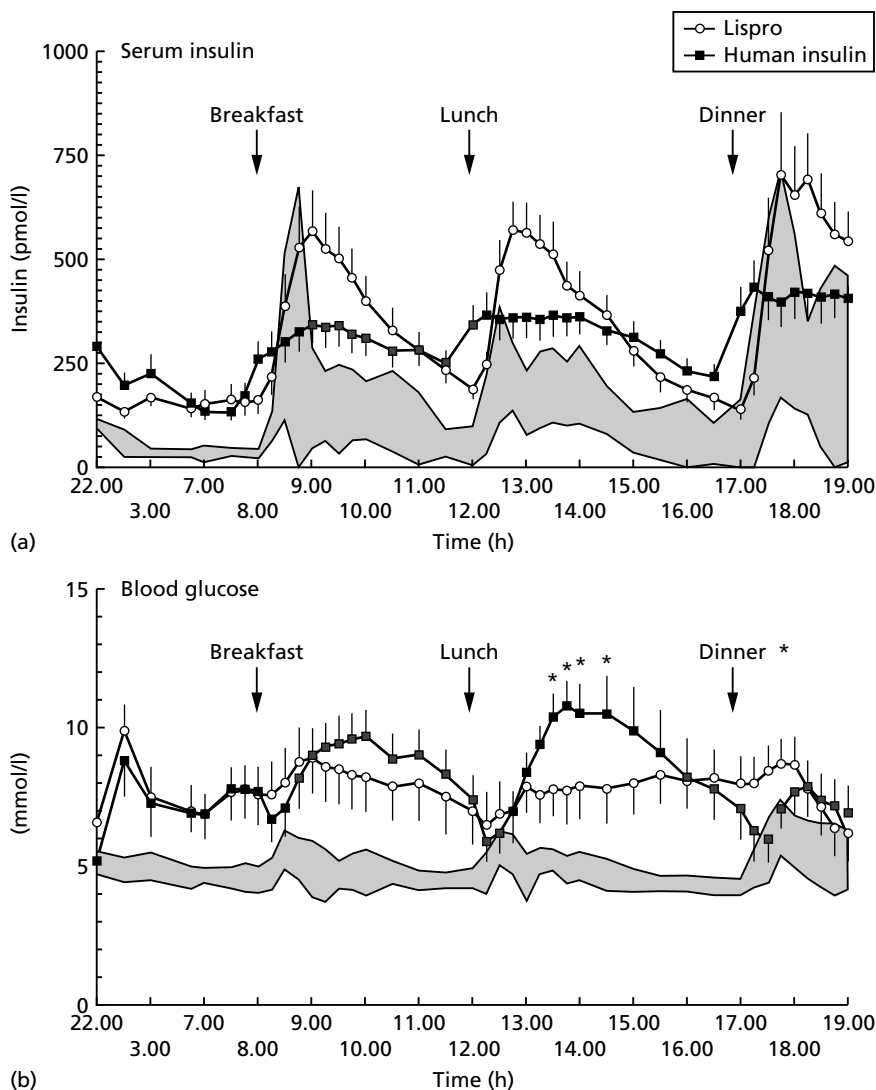 Lispro
Human insulin
Serum insulin
1000
750
500
250
0
Insulin (pmol/l)
Breakfast
Lunch
Dinner
22.00 7.00 9.00 11.00 13.00 15.00 17.00 19.00
3.00 8.00 10.00 12.00 14.00 16.00 18.00
(a)
Time (h)
Blood glucose
15
10
5
0
(mmol/l)
Breakfast
Lunch
Dinner *
* * * *
22.00 7.00 9.00 11.00 13.00 15.00 17.00 19.00
3.00 8.00 10.00 12.00 14.00 16.00 18.00
(b)
Time (h)